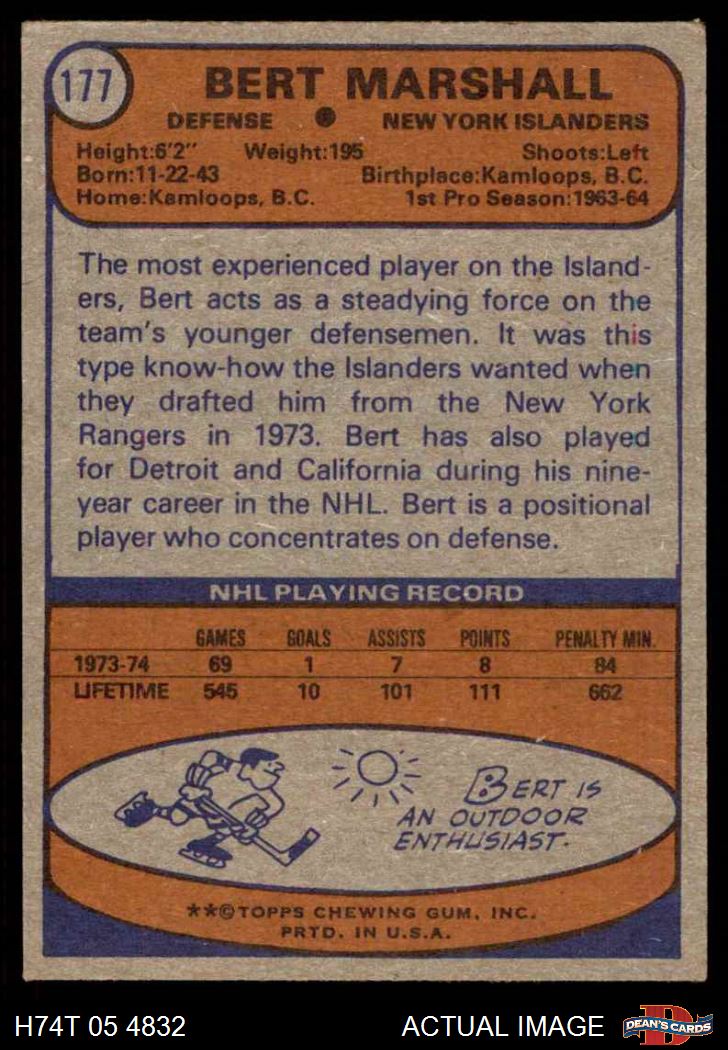 177
BERT MARSHALL
DEFENSE • NEW YORK ISLANDERS
Height:6'2" Weight:195 Shoots:Left
Born:11-22-43 Birthplace:Kamloops, B.C.
Home:Kamloops, B.C. 1st Pro Season:1963-64
The most experienced player on the Island-
ers, Bert acts as a steadying force on the
team's younger defensemen. It was this
type know-how the Islanders wanted when
they drafted him from the New York
Rangers in 1973. Bert has also played
for Detroit and California during his nine-
year career in the NHL. Bert is a positional
player who concentrates on defense.
NHL PLAYING RECORD
GAMES GOALS ASSISTS POINTS PENALTY MIN.
1973-74 69 1 7 8 84
LIFETIME 545 10 101 111 662
BERT IS
AN OUTDOOR
ENTHUSIAST.
**©TOPPS CHEWING GUM, INC.
PRTD. IN U.S.A.
H74T 05 4832 ACTUAL IMAGE
D
DEAN'S CARDS